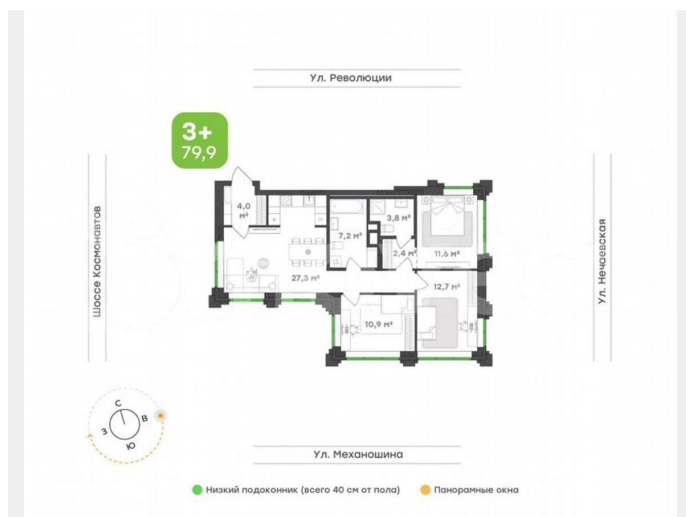 Ул. Революции
3+
79,9
4,0
м²
7,2 м²
3,8 м²
2,4 м²
11,6 м²
27,3 м²
12,7 м²
10,9 м²
Шоссе Космонавтов
Ул. Нечаевская
С
В
З
Ю
Ул. Механошина
Низкий подоконник (всего 40 см от пола)
Панорамные окна